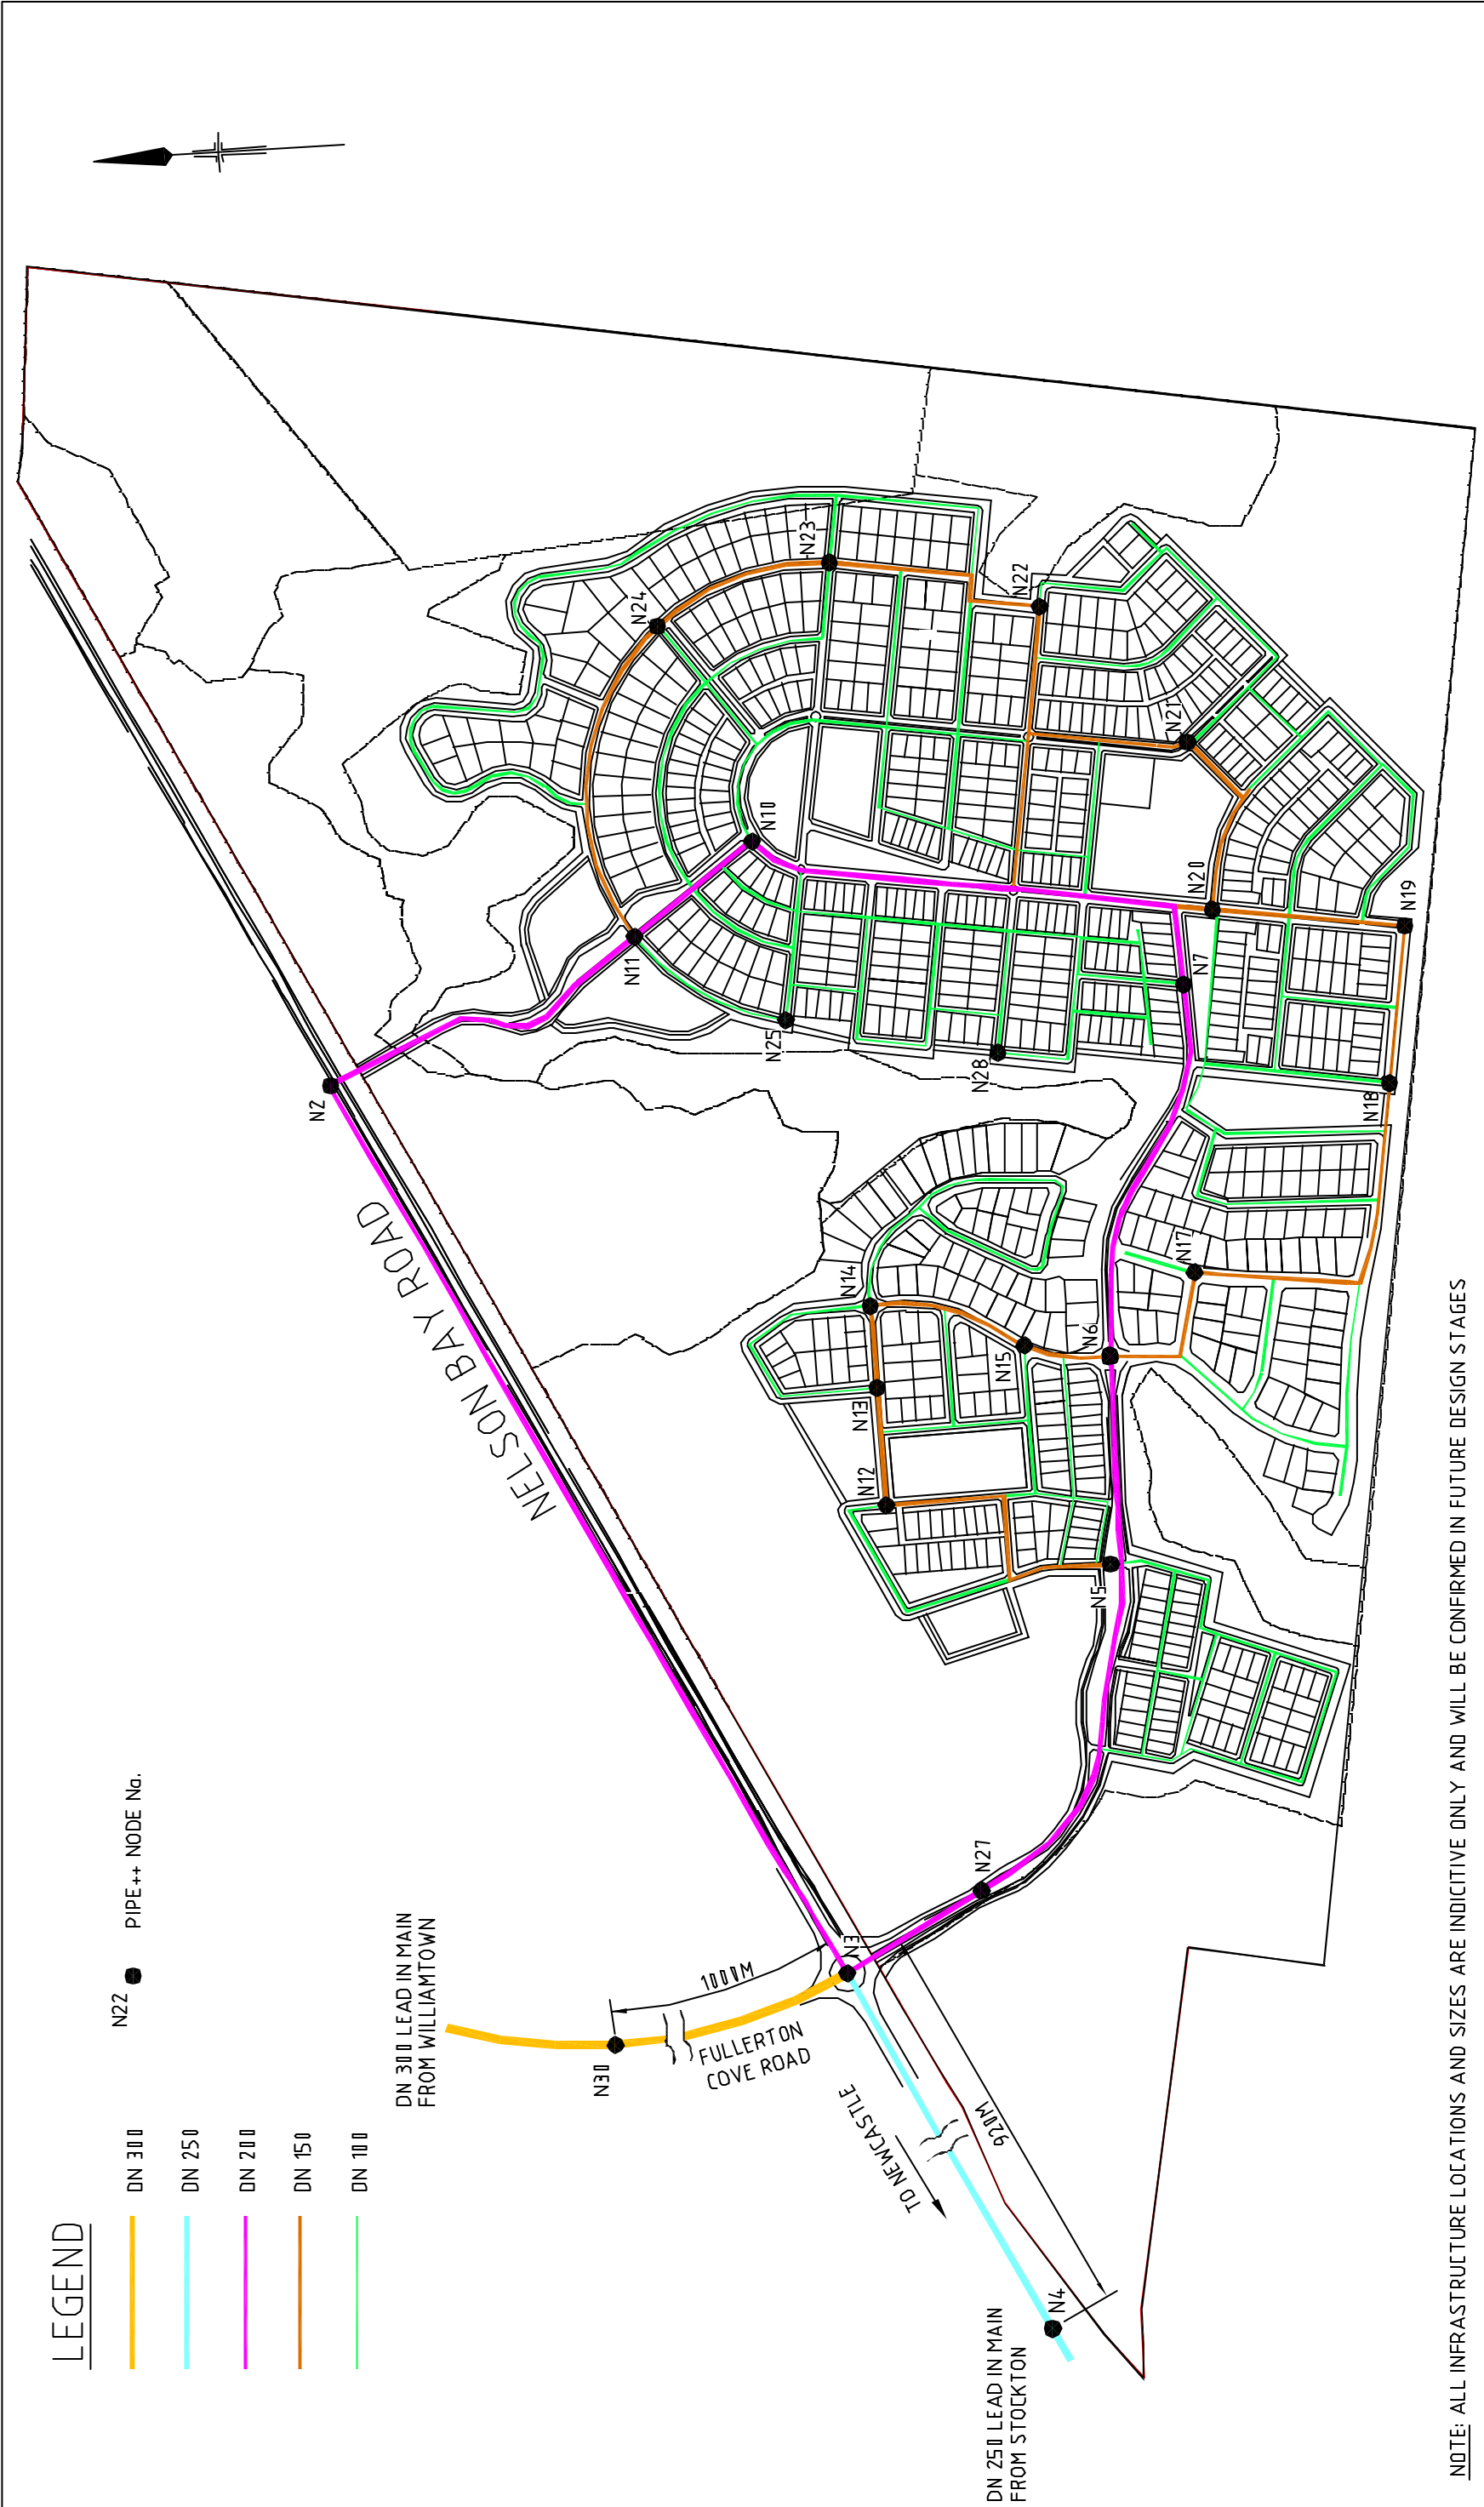 LEGEND
DN 300
DN 250
DN 200
DN 150
DN 100
N22
PIPE++ NODE No.
DN 300 LEAD IN MAIN
FROM WILLIAMTOWN
N30
1000M
FULLERTON
COVE ROAD
N3
TO NEWCASTLE
920M
N4
DN 250 LEAD IN MAIN
FROM STOCKTON
NELSON BAY ROAD
N2
N27
N5
N12
N13
N14
N15
N6
N17
N18
N19
N7
N20
N28
N25
N11
N10
N21
N22
N24
N23
NOTE: ALL INFRASTRUCTURE LOCATIONS AND SIZES ARE INDICITIVE ONLY AND WILL BE CONFIRMED IN FUTURE DESIGN STAGES